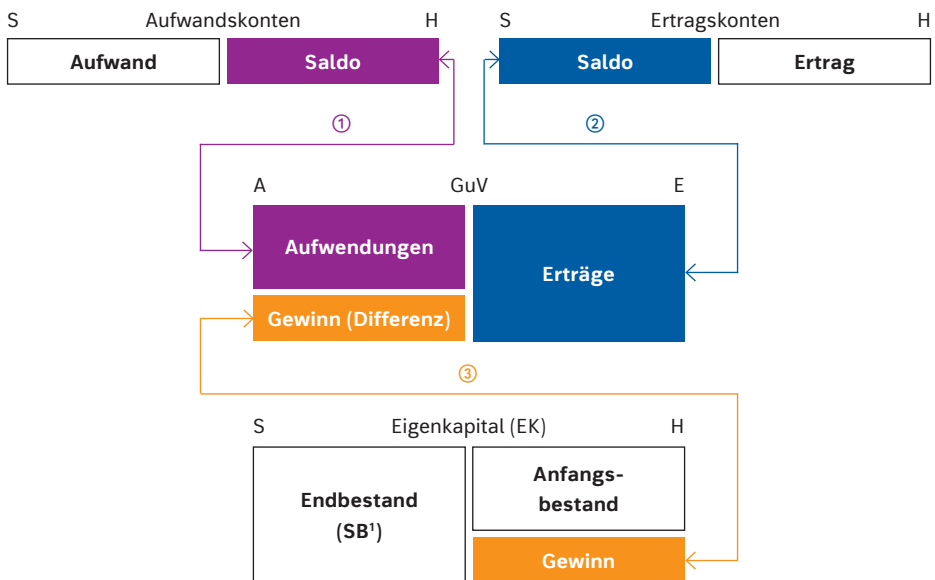 S Aufwandskonten H
S Ertragskonten H
Aufwand Saldo
Saldo Ertrag
① ②
A GuV E
Aufwendungen
Erträge
Gewinn (Differenz)
③
S Eigenkapital (EK) H
Anfangs-
bestand
Endbestand
(SB¹)
Gewinn